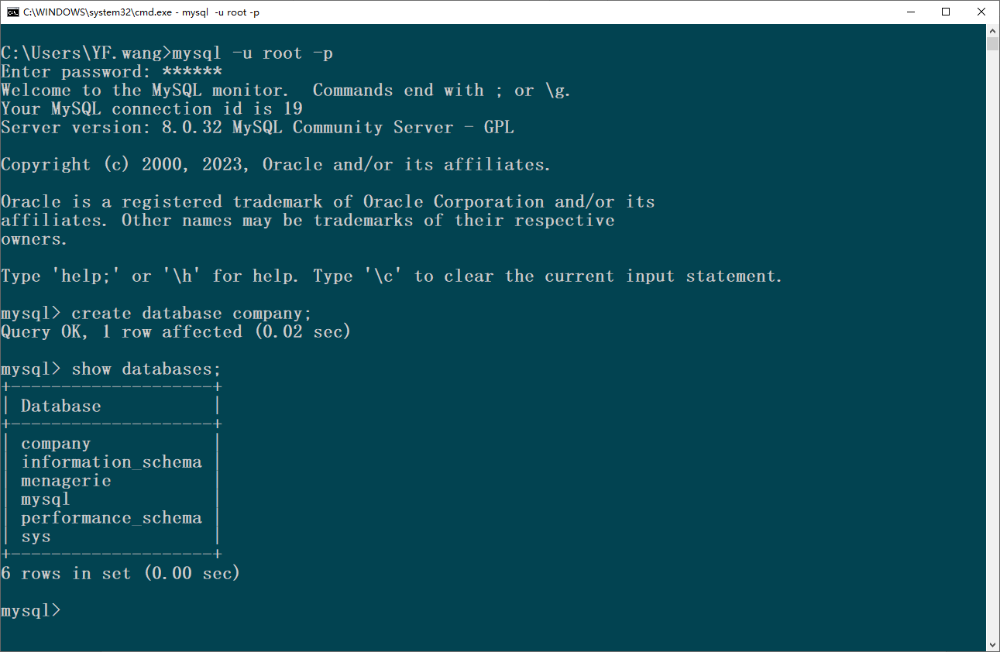 C:\WINDOWS\system32\cmd.exe - mysql  -u root -p
C:\Users\YF.wang>mysql -u root -p
Enter password: ******
Welcome to the MySQL monitor.  Commands end with ; or \g.
Your MySQL connection id is 19
Server version: 8.0.32 MySQL Community Server - GPL
Copyright (c) 2000, 2023, Oracle and/or its affiliates.
Oracle is a registered trademark of Oracle Corporation and/or its
affiliates. Other names may be trademarks of their respective
owners.
Type 'help;' or '\h' for help. Type '\c' to clear the current input statement.
mysql> create database company;
Query OK, 1 row affected (0.02 sec)
mysql> show databases;
+--------------------+
| Database           |
+--------------------+
| company            |
| information_schema |
| menagerie          |
| mysql              |
| performance_schema |
| sys                |
+--------------------+
6 rows in set (0.00 sec)
mysql>